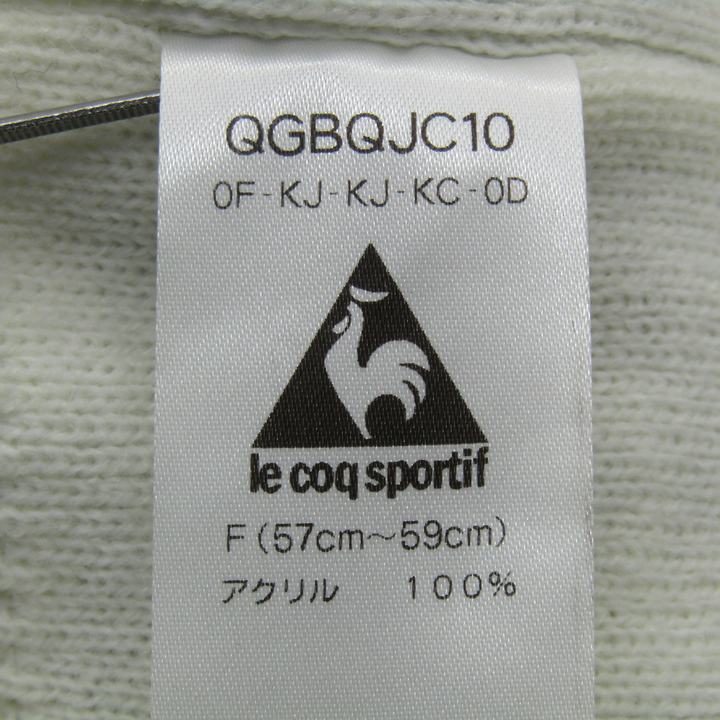 QGBQJC10
0F-KJ-KJ-KC-0D
le coq sportif
F(57cm～59cm)
アクリル　100%